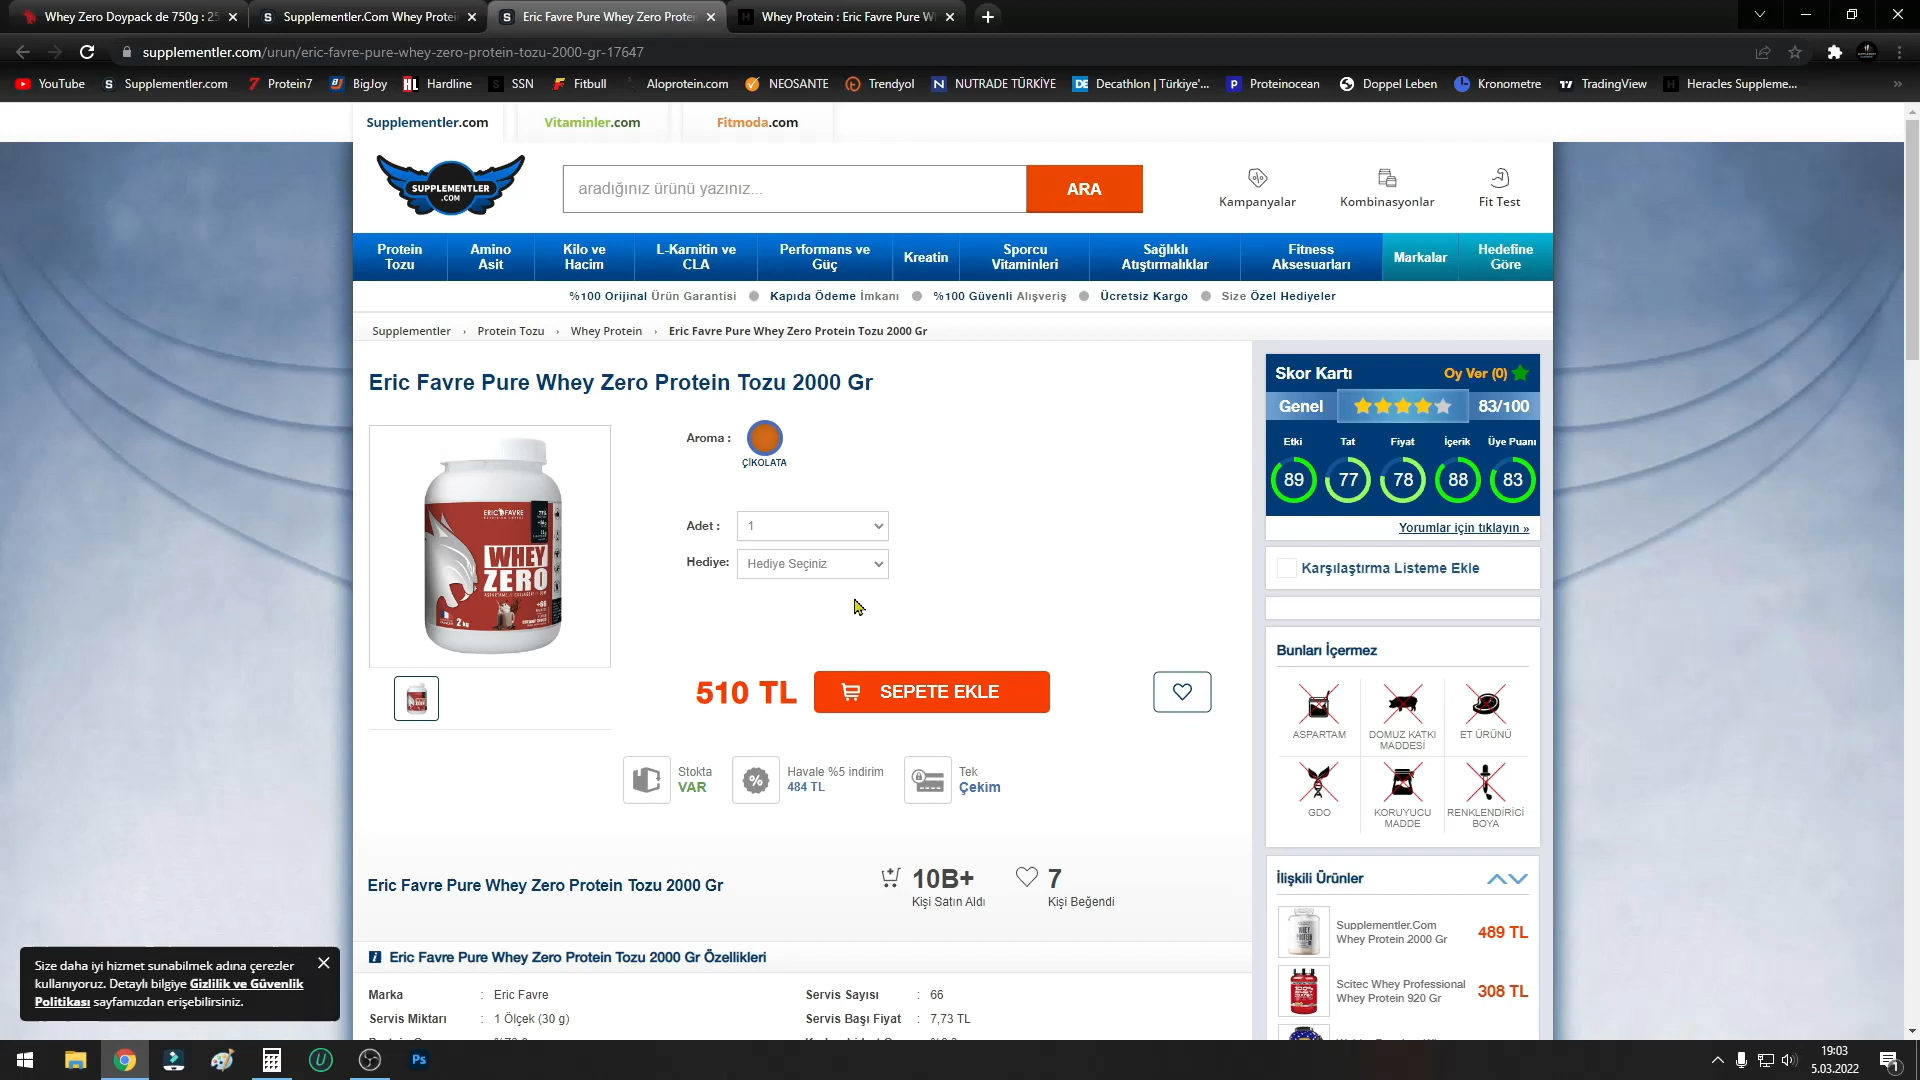 Whey Zero Doypack de 750g : 25
Supplementler.Com Whey Protein
Eric Favre Pure Whey Zero Protein
Whey Protein : Eric Favre Pure W
supplementler.com/urun/eric-favre-pure-whey-zero-protein-tozu-2000-gr-17647
YouTube
Supplementler.com
Protein7
BigJoy
Hardline
SSN
Fitbull
Aloprotein.com
NEOSANTE
Trendyol
NUTRADE TÜRKİYE
Decathlon | Türkiye'...
Proteinocean
Doppel Leben
Kronometre
TradingView
Heracles Suppleme...
Supplementler.com
Vitaminler.com
Fitmoda.com
SUPPLEMENTLER
.COM
aradığınız ürünü yazınız...
ARA
Kampanyalar
Kombinasyonlar
Fit Test
Protein Tozu
Amino Asit
Kilo ve Hacim
L-Karnitin ve CLA
Performans ve Güç
Kreatin
Sporcu Vitaminleri
Sağlıklı Atıştırmalıklar
Fitness Aksesuarları
Markalar
Hedefine Göre
%100 Orijinal Ürün Garantisi
Kapıda Ödeme İmkanı
%100 Güvenli Alışveriş
Ücretsiz Kargo
Size Özel Hediyeler
Supplementler › Protein Tozu › Whey Protein › Eric Favre Pure Whey Zero Protein Tozu 2000 Gr
Eric Favre Pure Whey Zero Protein Tozu 2000 Gr
ERIC FAVRE
WHEY
ZERO
2 kg
Aroma :
ÇİKOLATA
Adet : 1
Hediye: Hediye Seçiniz
510 TL
SEPETE EKLE
Stokta
VAR
Havale %5 indirim
484 TL
Tek
Çekim
Eric Favre Pure Whey Zero Protein Tozu 2000 Gr
10B+
Kişi Satın Aldı
7
Kişi Beğendi
Eric Favre Pure Whey Zero Protein Tozu 2000 Gr Özellikleri
Marka : Eric Favre
Servis Sayısı : 66
Servis Miktarı : 1 Ölçek (30 g)
Servis Başı Fiyat : 7,73 TL
Skor Kartı
Oy Ver (0)
Genel
83/100
Etki Tat Fiyat İçerik Üye Puanı
89 77 78 88 83
Yorumlar için tıklayın »
Karşılaştırma Listeme Ekle
Bunları İçermez
ASPARTAM
DOMUZ KATKI MADDESİ
ET ÜRÜNÜ
GDO
KORUYUCU MADDE
RENKLENDİRİCİ BOYA
İlişkili Ürünler
Supplementler.Com
Whey Protein 2000 Gr
489 TL
Scitec Whey Professional
Whey Protein 920 Gr
308 TL
Size daha iyi hizmet sunabilmek adına çerezler
kullanıyoruz. Detaylı bilgiye Gizlilik ve Güvenlik
Politikası sayfamızdan erişebilirsiniz.
Ps
19:03
5.03.2022
1